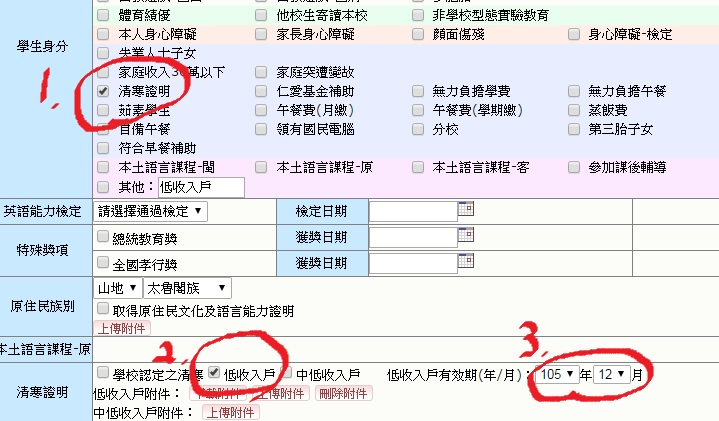 體育績優 他校生寄讀本校 非學校型態實驗教育
學生身分
本人身心障礙 家長身心障礙 顏面傷殘 身心障礙-檢定
失業人士子女
1.
家庭收入30萬以下 家庭突遭變故
清寒證明 仁愛基金補助 無力負擔學費 無力負擔午餐
茹素學生 午餐費(月繳) 午餐費(學期繳) 蒸飯費
自備午餐 領有國民電腦 分校 第三胎子女
符合早餐補助
本土語言課程-閩 本土語言課程-原 本土語言課程-客 參加課後輔導
其他：低收入戶
英語能力檢定 請選擇通過檢定 檢定日期
特殊獎項
總統教育獎 獲獎日期
全國孝行獎 獲獎日期
原住民族別
山地 太魯閣族
取得原住民文化及語言能力證明
上傳附件
本土語言課程-原
2. 3.
清寒證明
學校認定之清寒 低收入戶 中低收入戶 低收入戶有效期(年/月)：105年12月
低收入戶附件： 下載附件 上傳附件 刪除附件
中低收入戶附件： 上傳附件